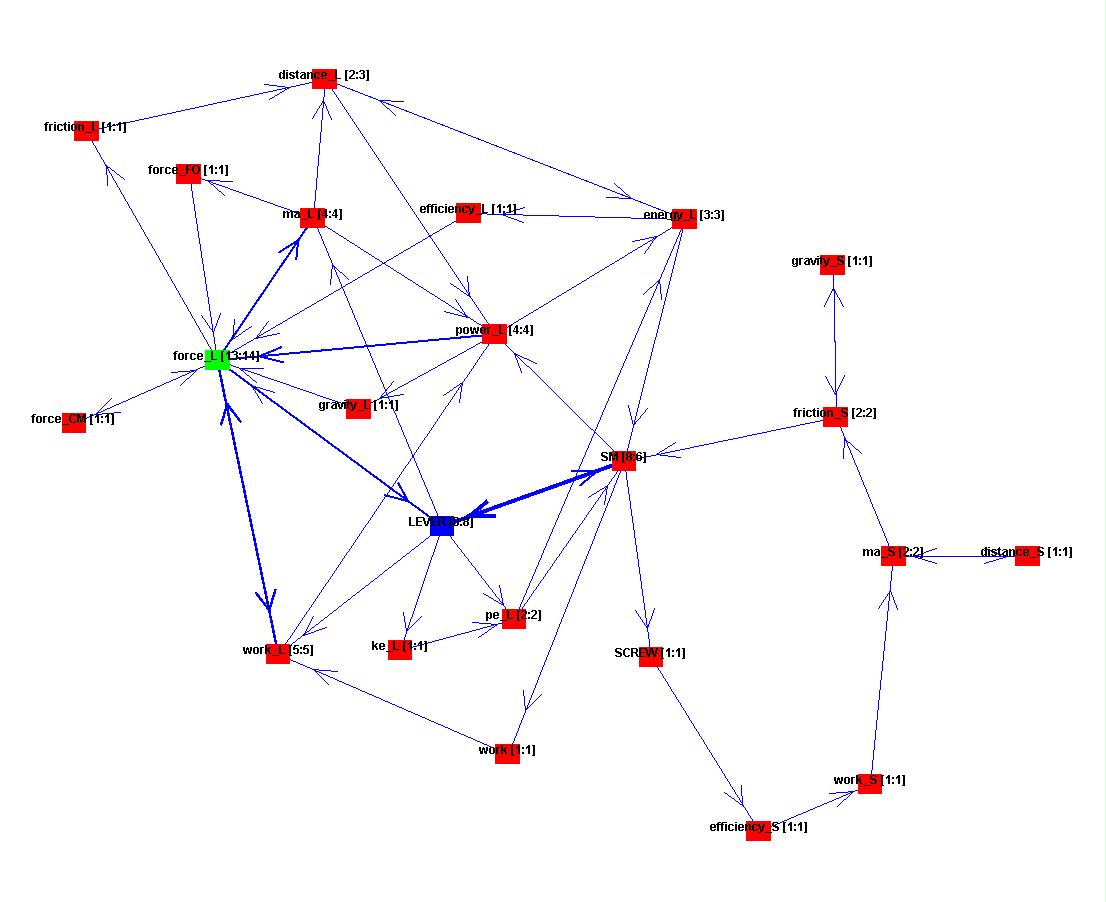 distance_L [2:3]
friction_L [1:1]
force_FO [1:1]
ma_L [4:4]
efficiency_L [1:1]
energy_L [3:3]
gravity_S [1:1]
power_L [4:4]
force_L [13:14]
gravity_L [1:1]
force_CM [1:1]
friction_S [2:2]
SM [8:6]
LEVER
ma_S [2:2]
distance_S [1:1]
pe_L [2:2]
ke_L [1:1]
work_L [5:5]
SCREW [1:1]
work [1:1]
work_S [1:1]
efficiency_S [1:1]